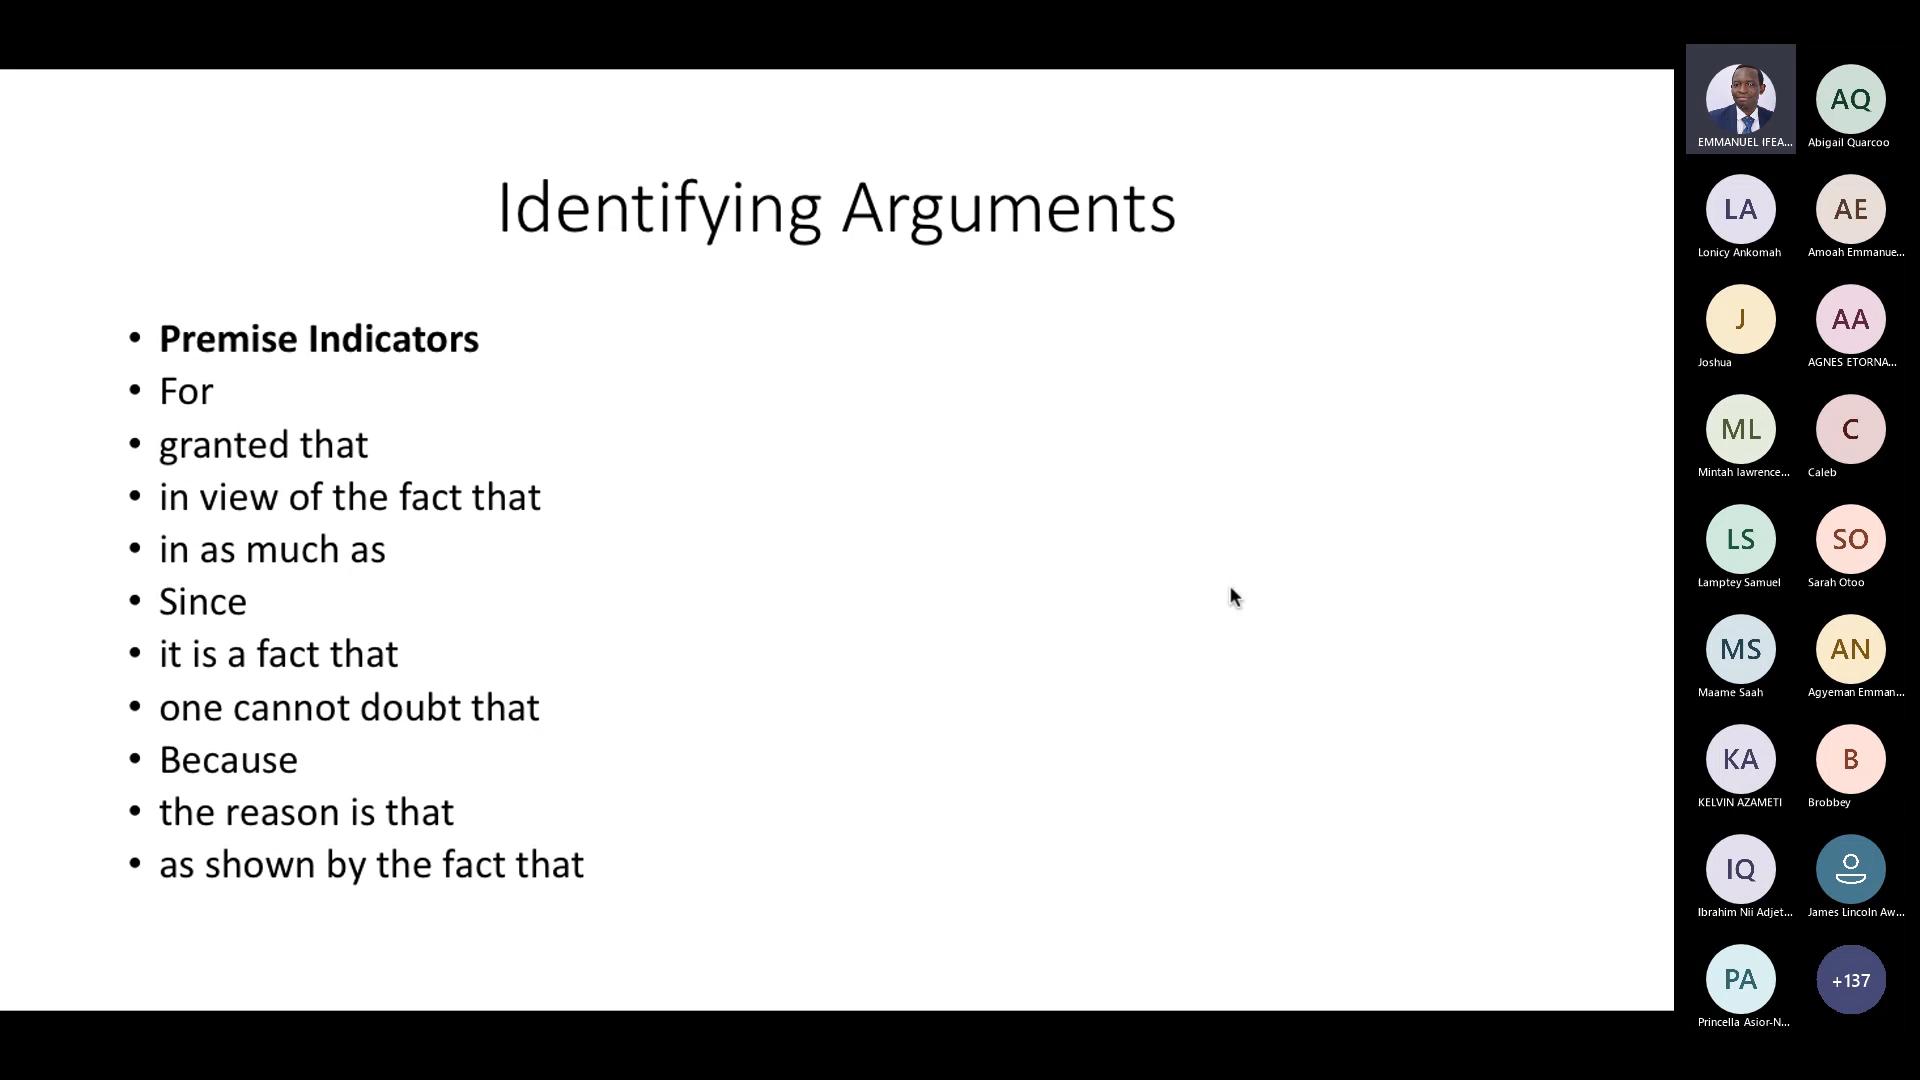 Identifying Arguments
• Premise Indicators
• For
• granted that
• in view of the fact that
• in as much as
• Since
• it is a fact that
• one cannot doubt that
• Because
• the reason is that
• as shown by the fact that
EMMANUEL IFEA...
AQ
Abigail Quarcoo
LA
Lonicy Ankomah
AE
Amoah Emmanue...
J
Joshua
AA
AGNES ETORNA...
ML
Mintah lawrence...
C
Caleb
LS
Lamptey Samuel
SO
Sarah Otoo
MS
Maame Saah
AN
Agyeman Emman...
KA
KELVIN AZAMETI
B
Brobbey
IQ
Ibrahim Nii Adjet...
James Lincoln Aw...
PA
Princella Asior-N...
+137